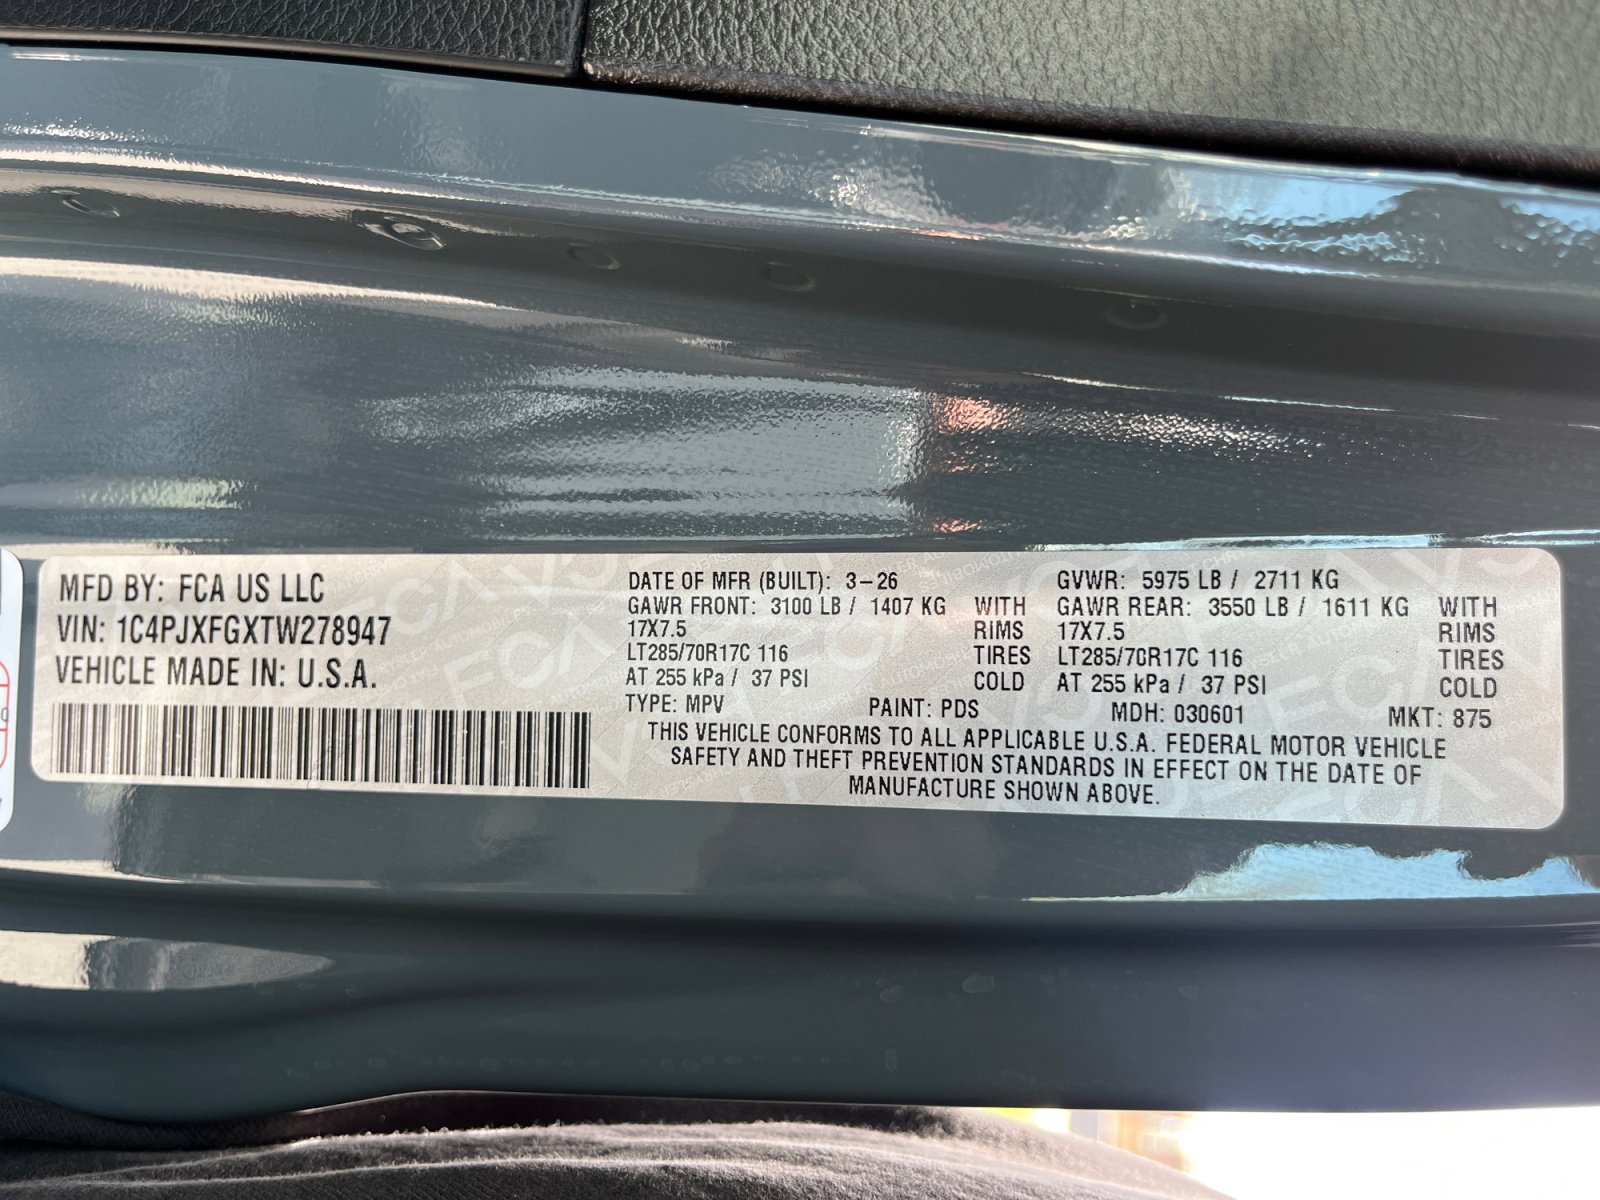 MFD BY: FCA US LLC
VIN: 1C4PJXFGXTW278947
VEHICLE MADE IN: U.S.A.
DATE OF MFR (BUILT): 3-26
GVWR: 5975 LB / 2711 KG
GAWR FRONT: 3100 LB / 1407 KG WITH
17X7.5 RIMS
LT285/70R17C 116 TIRES
AT 255 kPa / 37 PSI COLD
GAWR REAR: 3550 LB / 1611 KG WITH
17X7.5 RIMS
LT285/70R17C 116 TIRES
AT 255 kPa / 37 PSI COLD
TYPE: MPV PAINT: PDS MDH: 030601 MKT: 875
THIS VEHICLE CONFORMS TO ALL APPLICABLE U.S.A. FEDERAL MOTOR VEHICLE
SAFETY AND THEFT PREVENTION STANDARDS IN EFFECT ON THE DATE OF
MANUFACTURE SHOWN ABOVE.